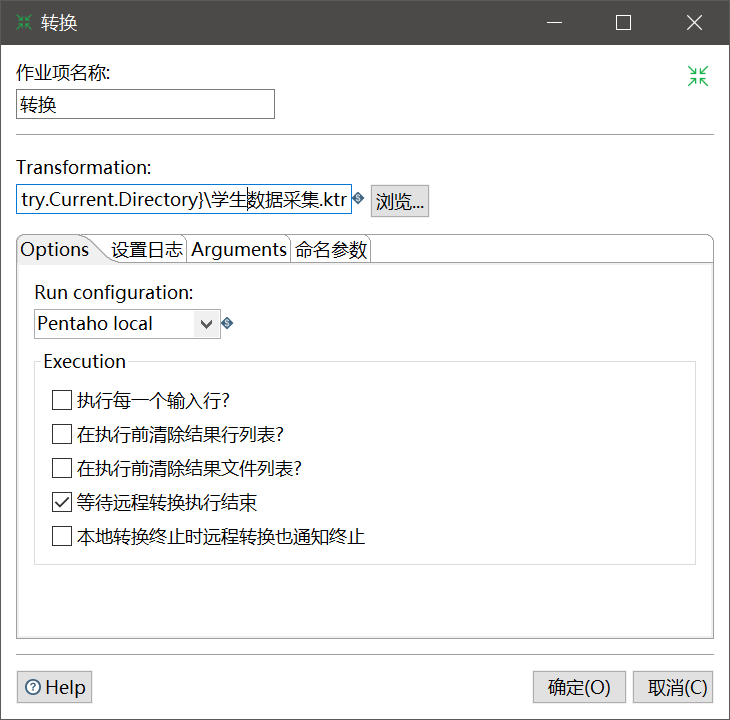 转换
作业项名称:
转换
Transformation:
try.Current.Directory}\学生数据采集.ktr
浏览...
Options 设置日志 Arguments 命名参数
Run configuration:
Pentaho local
Execution
执行每一个输入行?
在执行前清除结果行列表?
在执行前清除结果文件列表?
等待远程转换执行结束
本地转换终止时远程转换也通知终止
Help 确定(O) 取消(C)